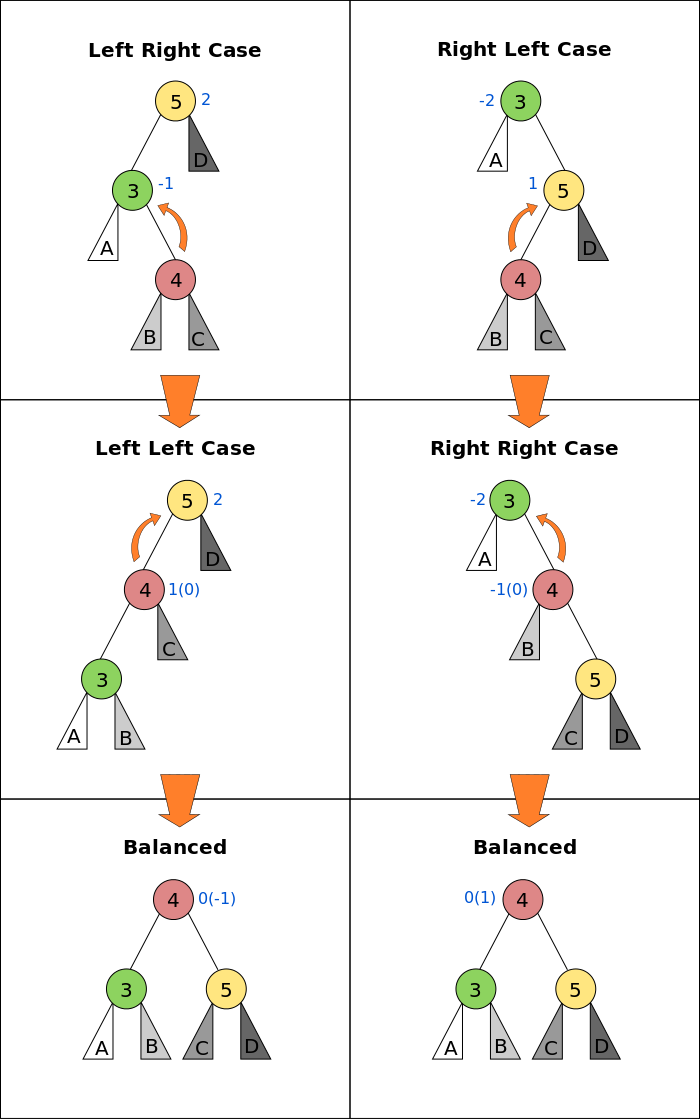 Left Right Case
5 2
D
3 -1
A
4
B C
Right Left Case
-2 3
A
1 5
D
4
B C
Left Left Case
5 2
D
4 1(0)
C
3
A B
Right Right Case
-2 3
A
-1(0) 4
B
5
C D
Balanced
4 0(-1)
3 5
A B C D
Balanced
0(1) 4
3 5
A B C D